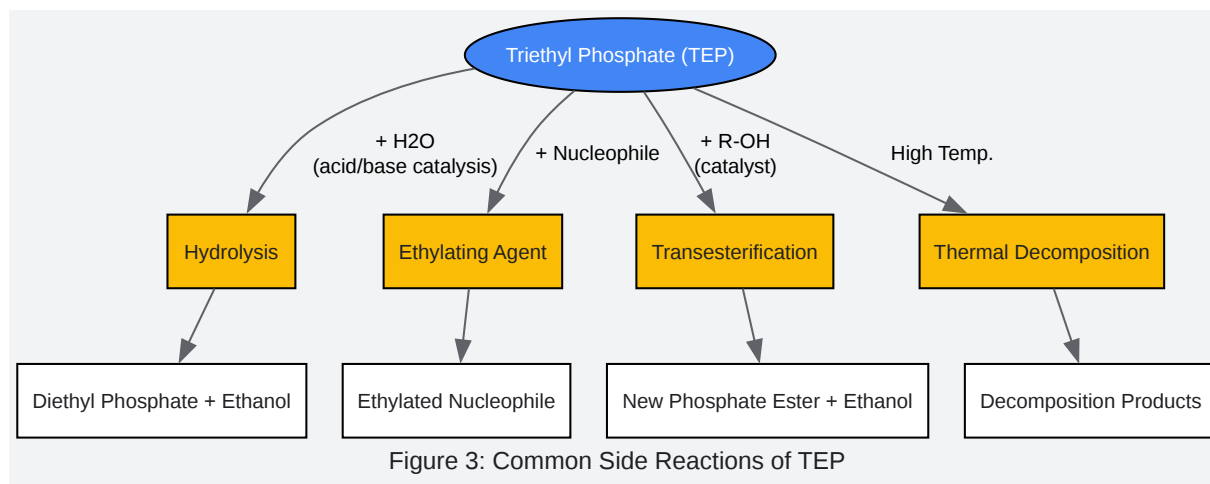 Triethyl Phosphate (TEP)
+ H2O
(acid/base catalysis)
+ Nucleophile
+ R-OH
(catalyst)
High Temp.
Hydrolysis
Ethylating Agent
Transesterification
Thermal Decomposition
Diethyl Phosphate + Ethanol
Ethylated Nucleophile
New Phosphate Ester + Ethanol
Decomposition Products
Figure 3: Common Side Reactions of TEP